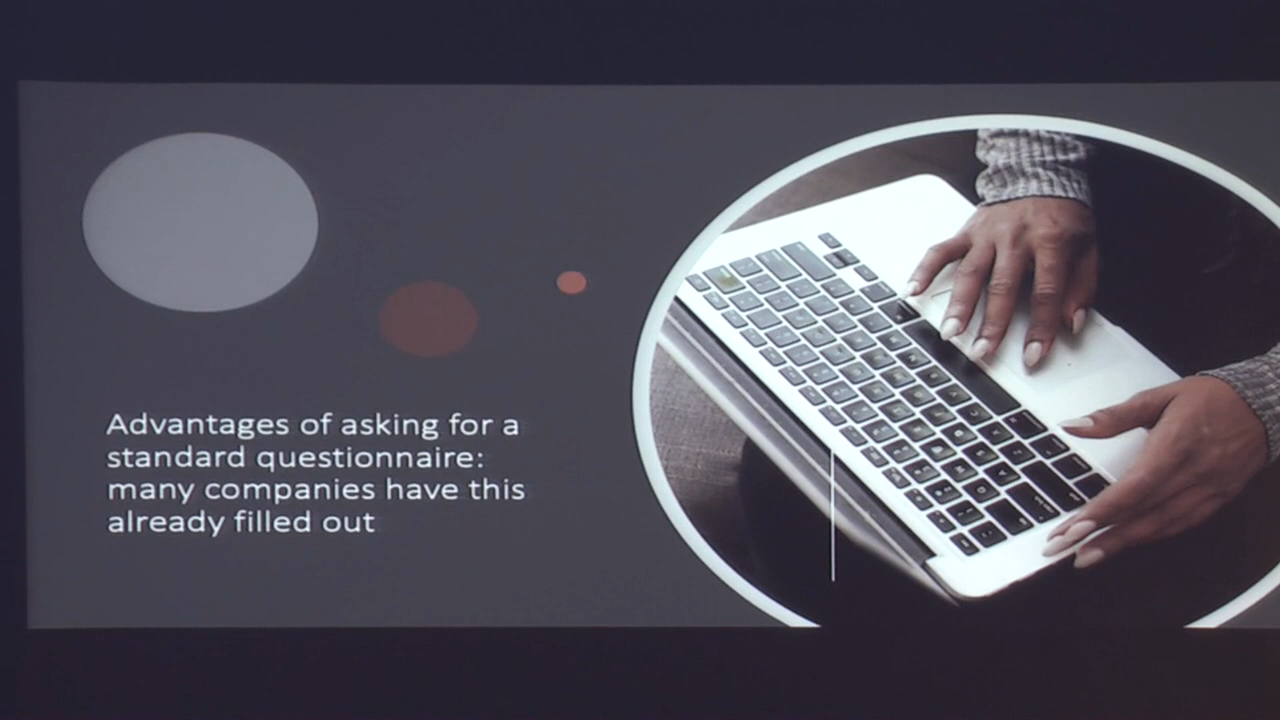 Advantages of asking for a
standard questionnaire:
many companies have this
already filled out